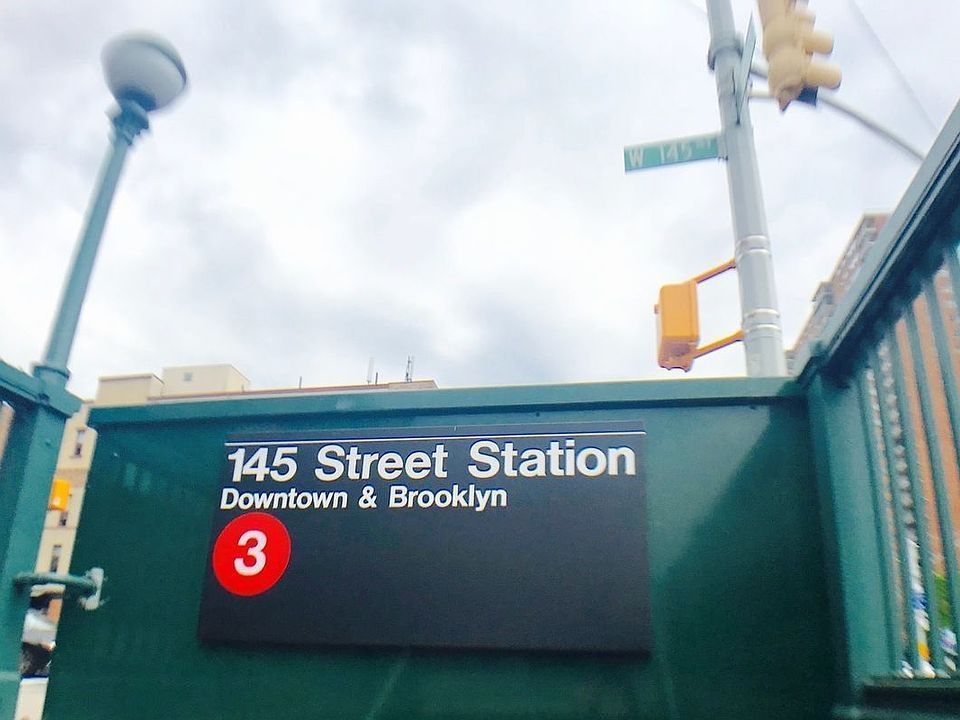 W 145 ST
145 Street Station
Downtown & Brooklyn
3